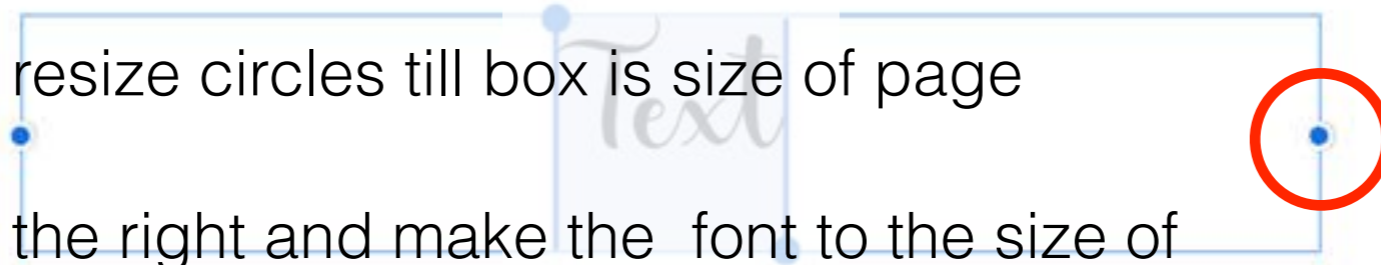 Text
resize circles till box is size of page
the right and make the font to the size of